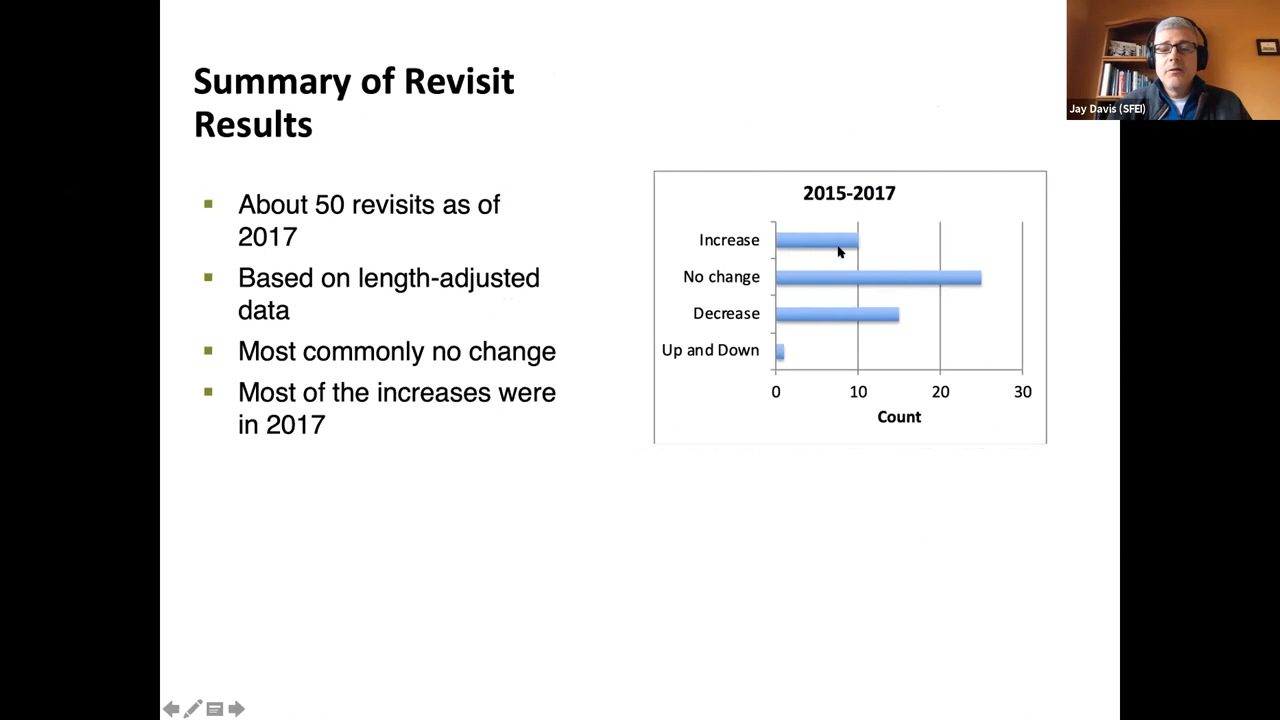 Summary of Revisit
Results
▪ About 50 revisits as of
2017
▪ Based on length-adjusted
data
▪ Most commonly no change
▪ Most of the increases were
in 2017
2015-2017
Increase
No change
Decrease
Up and Down
0 10 20 30
Count
Jay Davis (SFEI)